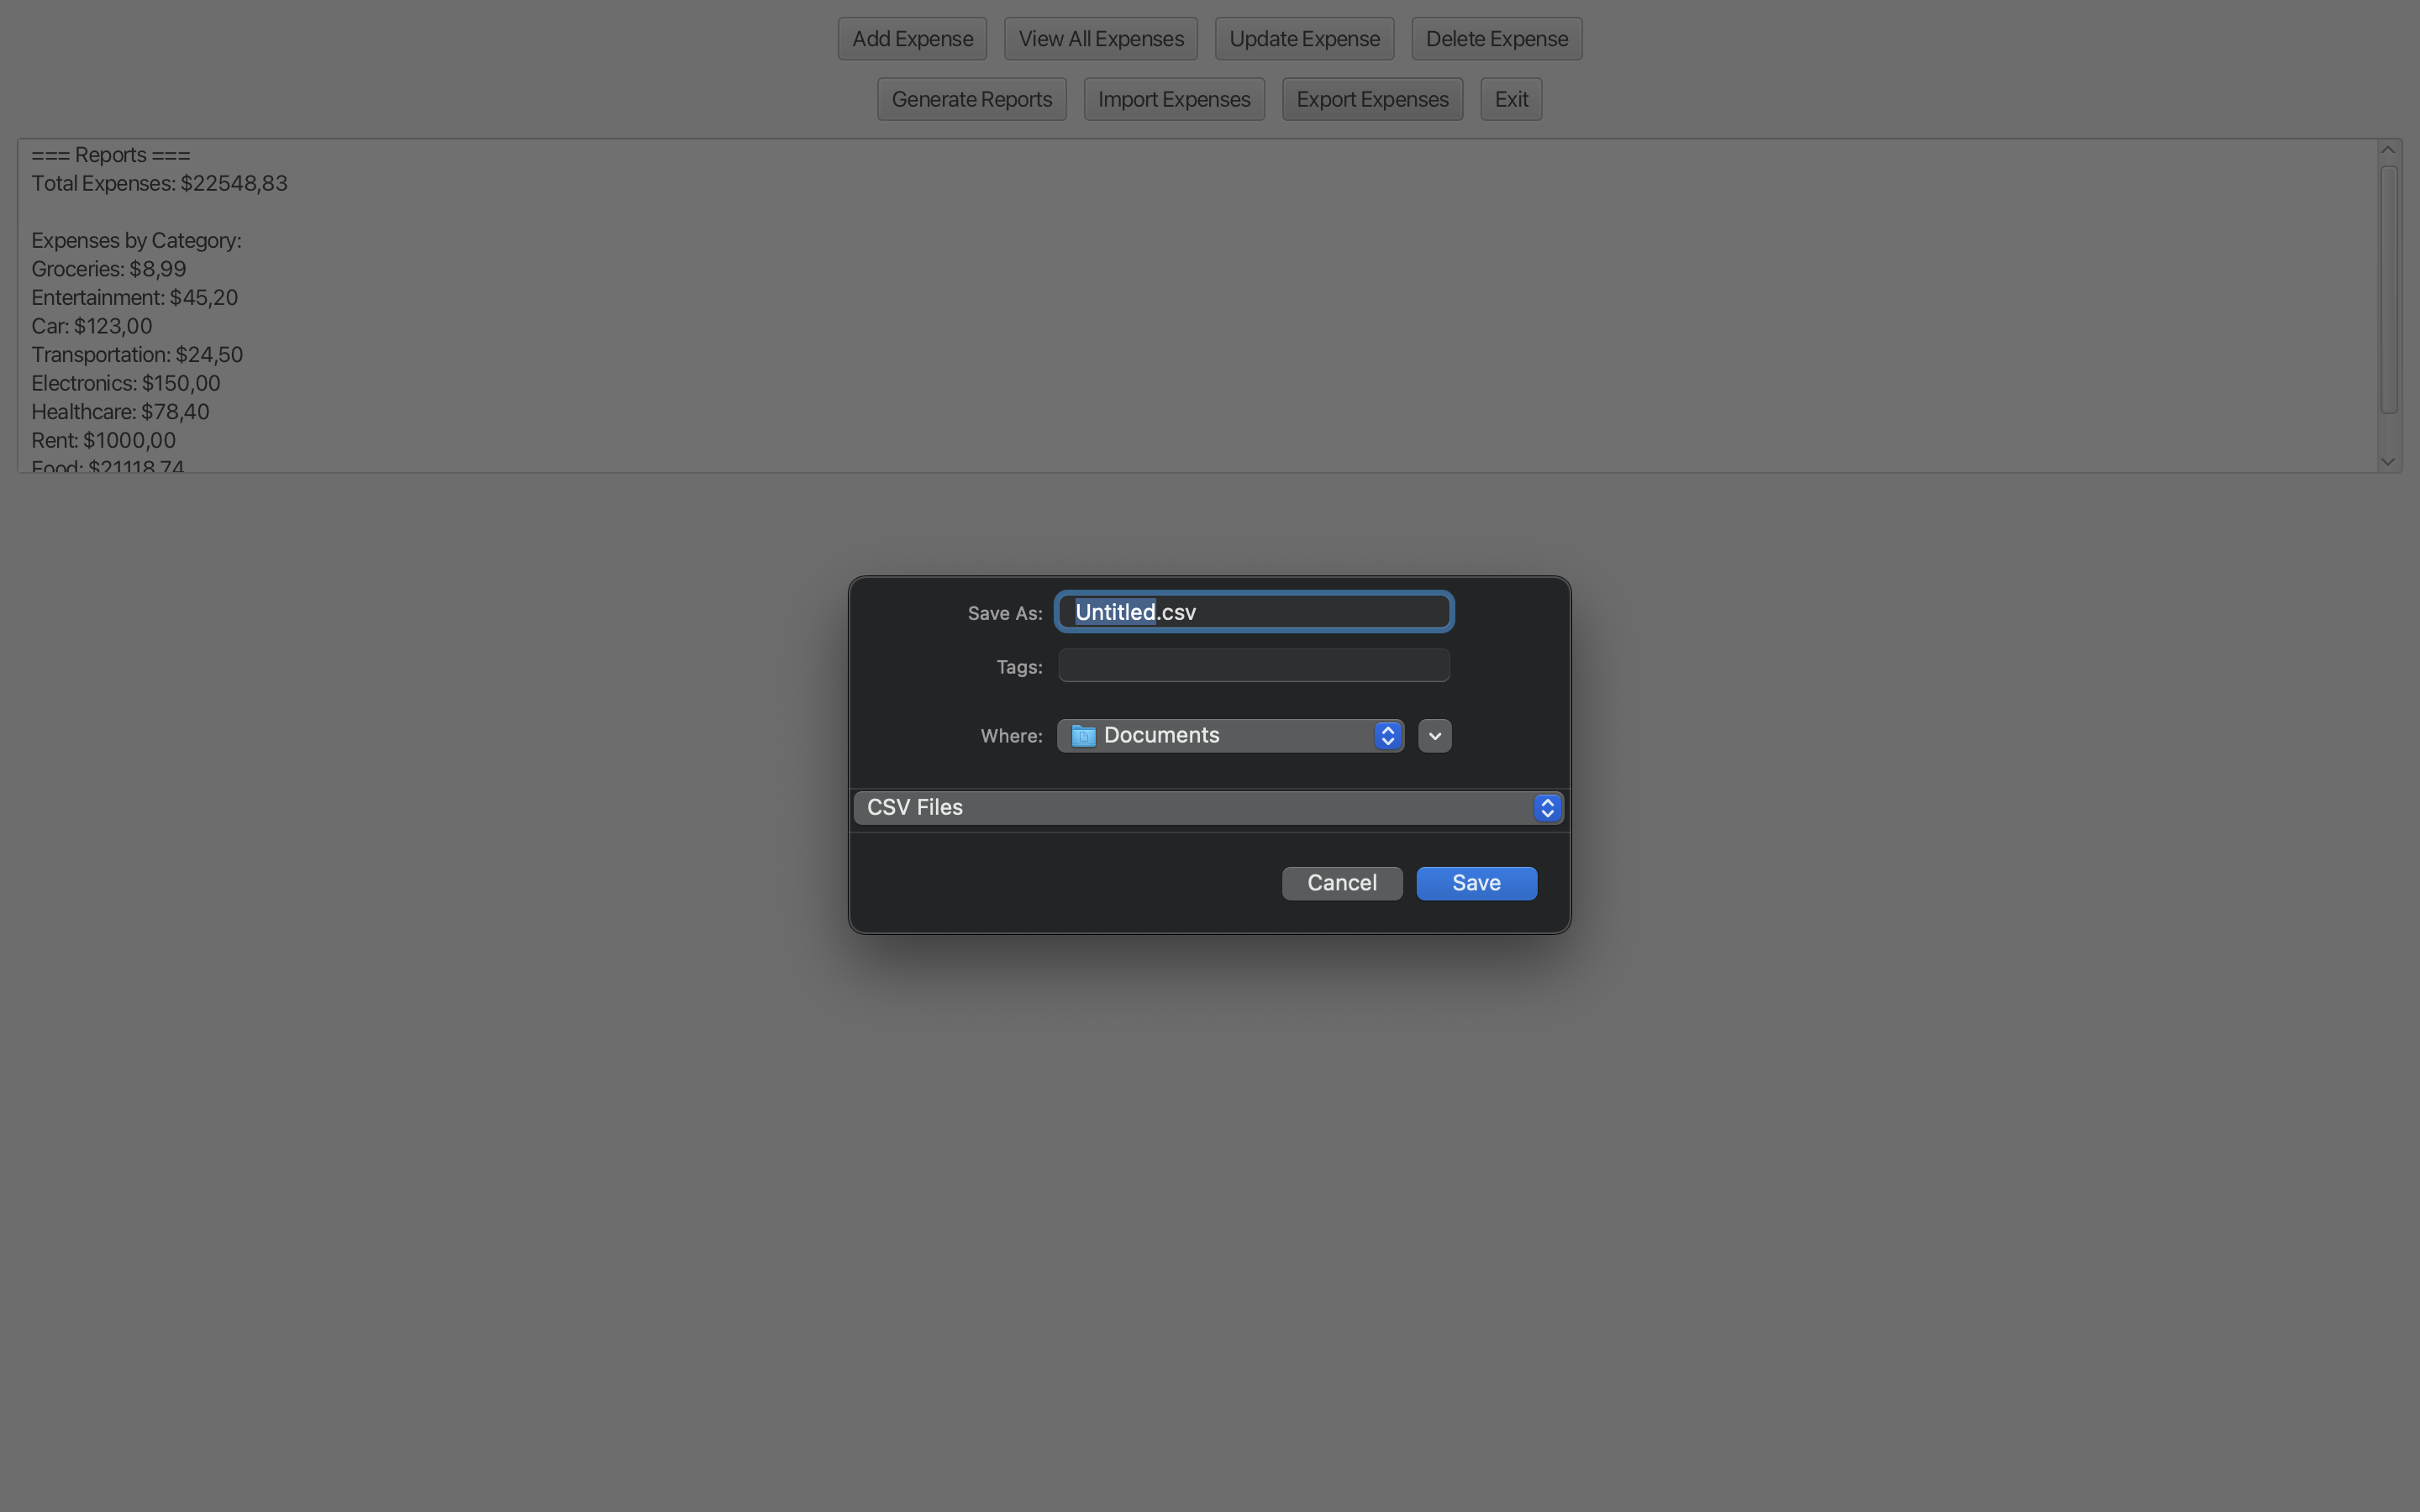 Add Expense View All Expenses Update Expense Delete Expense
Generate Reports Import Expenses Export Expenses Exit
=== Reports ===
Total Expenses: $22548,83
Expenses by Category:
Groceries: $8,99
Entertainment: $45,20
Car: $123,00
Transportation: $24,50
Electronics: $150,00
Healthcare: $78,40
Rent: $1000,00
Food: $21118,74
Save As: Untitled.csv
Tags:
Where: Documents
CSV Files
Cancel Save